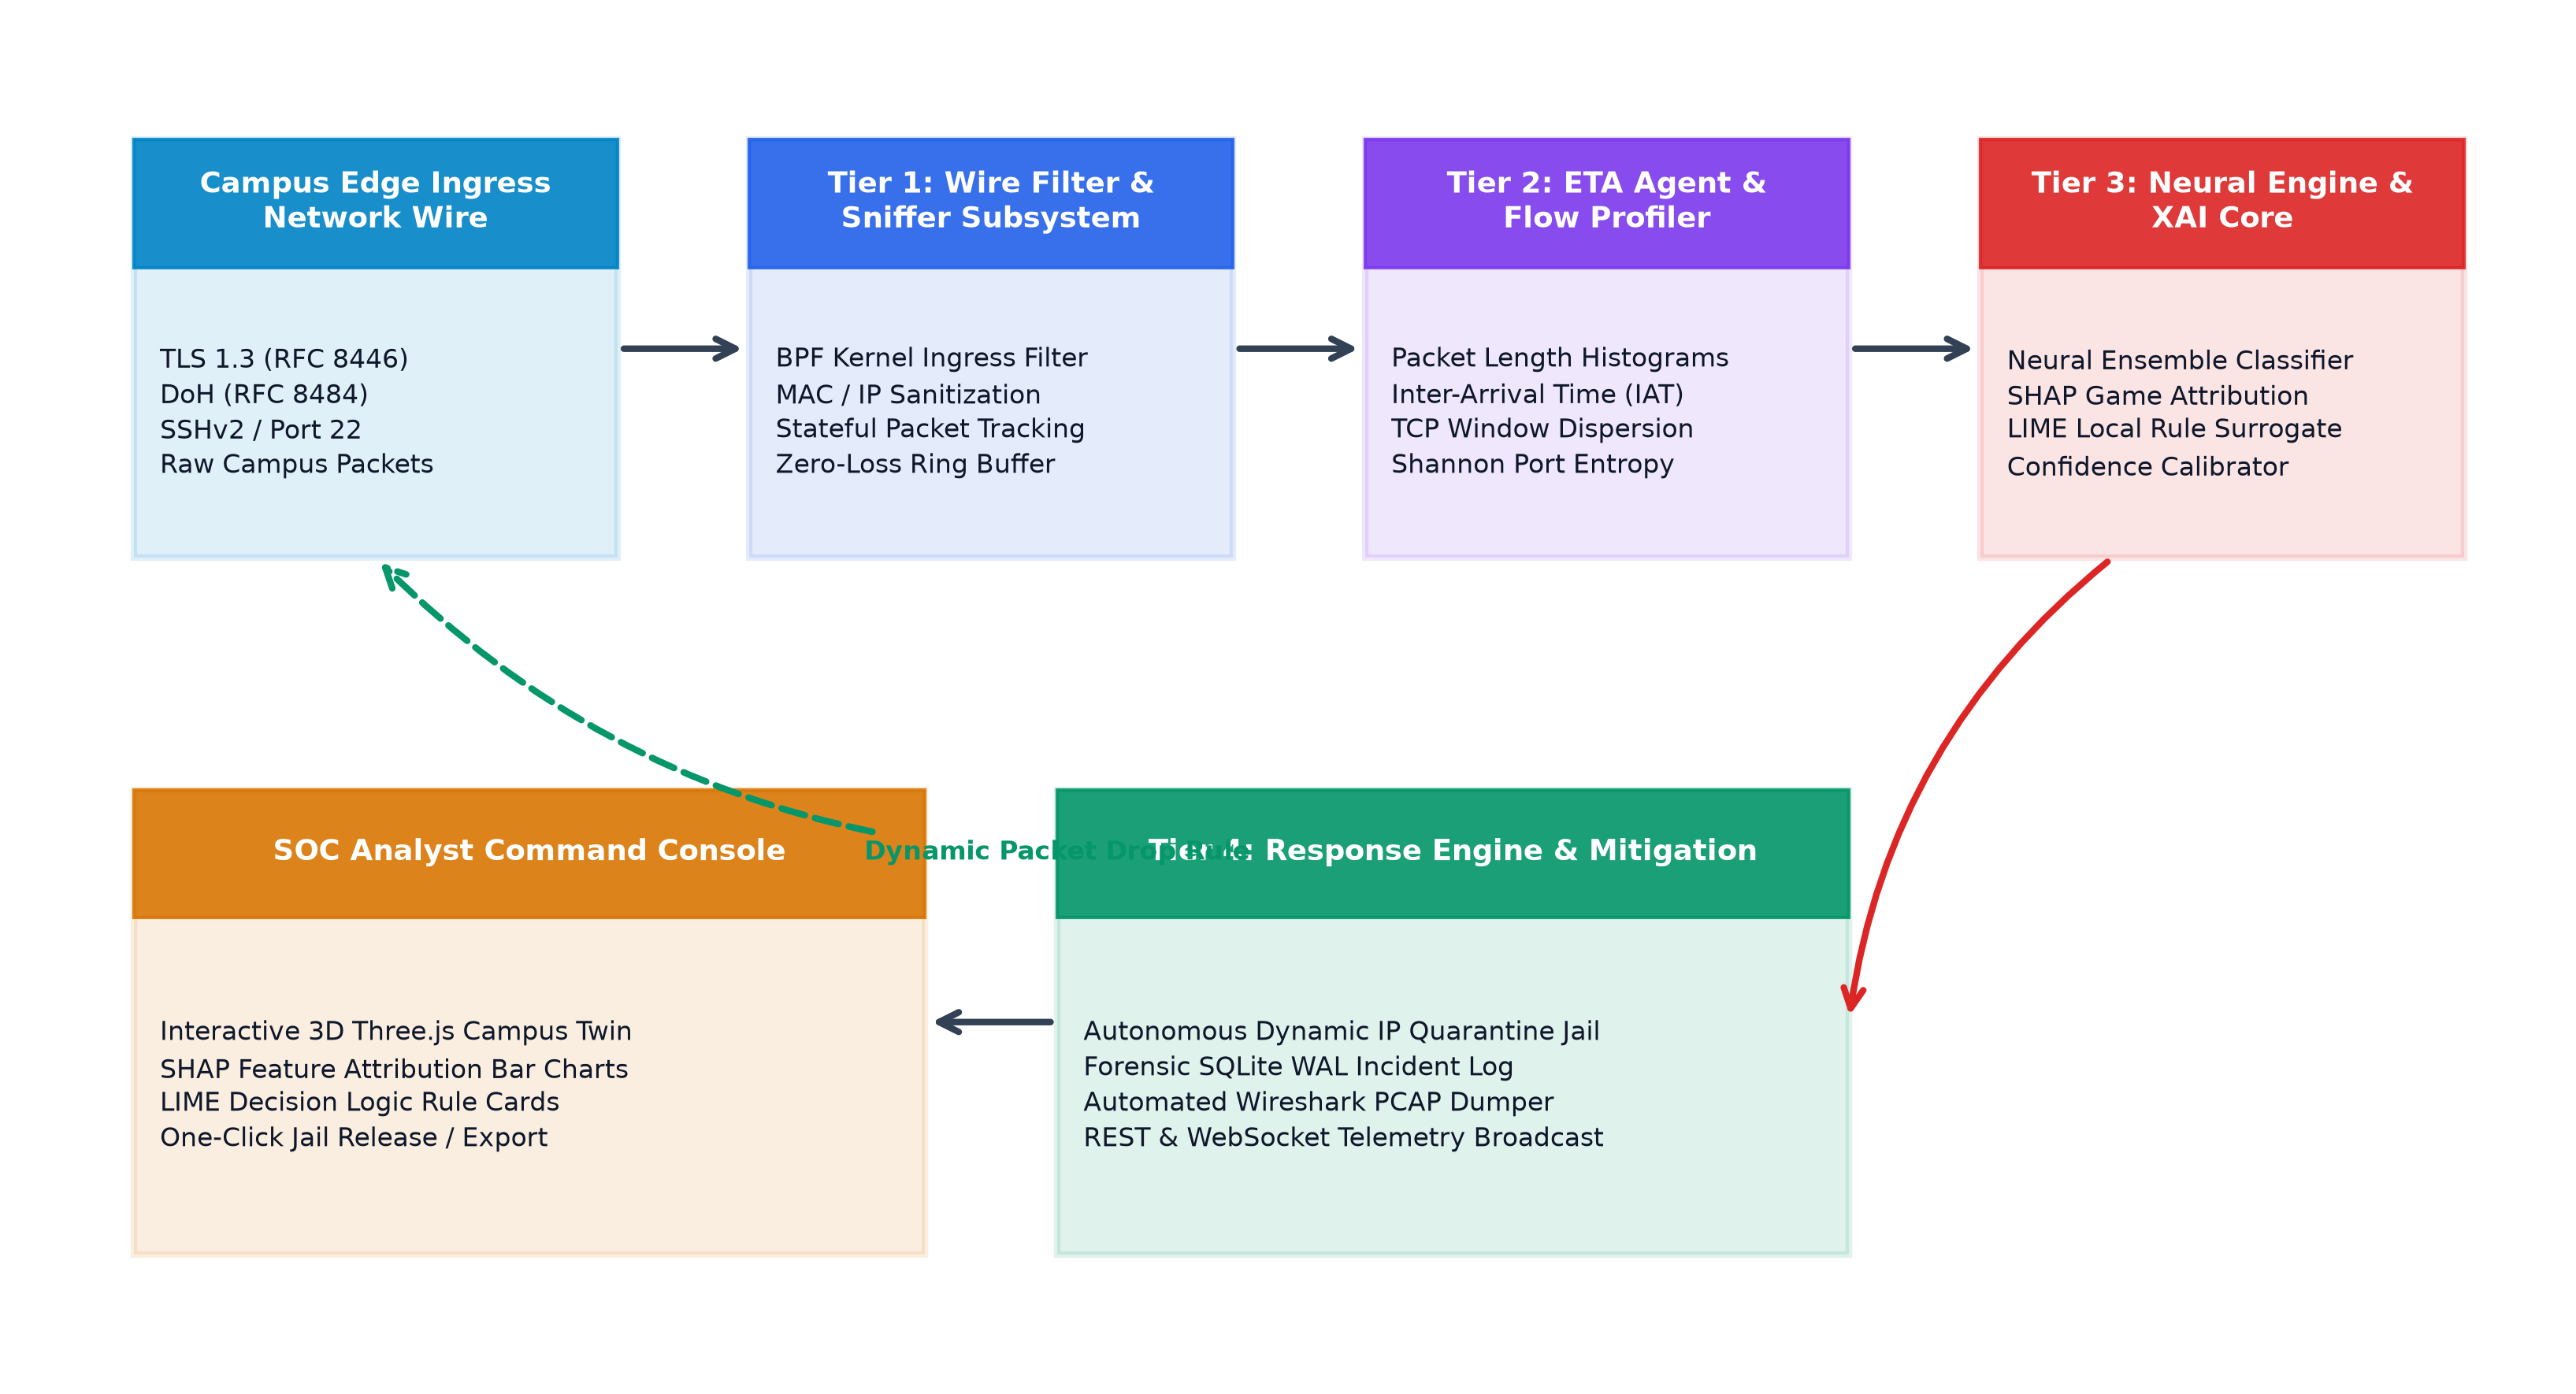 Campus Edge Ingress
Network Wire
TLS 1.3 (RFC 8446)
DoH (RFC 8484)
SSHv2 / Port 22
Raw Campus Packets
Tier 1: Wire Filter &
Sniffer Subsystem
BPF Kernel Ingress Filter
MAC / IP Sanitization
Stateful Packet Tracking
Zero-Loss Ring Buffer
Tier 2: ETA Agent &
Flow Profiler
Packet Length Histograms
Inter-Arrival Time (IAT)
TCP Window Dispersion
Shannon Port Entropy
Tier 3: Neural Engine &
XAI Core
Neural Ensemble Classifier
SHAP Game Attribution
LIME Local Rule Surrogate
Confidence Calibrator
SOC Analyst Command Console
Interactive 3D Three.js Campus Twin
SHAP Feature Attribution Bar Charts
LIME Decision Logic Rule Cards
One-Click Jail Release / Export
Dynamic Packet Drop Rule
Tier 4: Response Engine & Mitigation
Autonomous Dynamic IP Quarantine Jail
Forensic SQLite WAL Incident Log
Automated Wireshark PCAP Dumper
REST & WebSocket Telemetry Broadcast